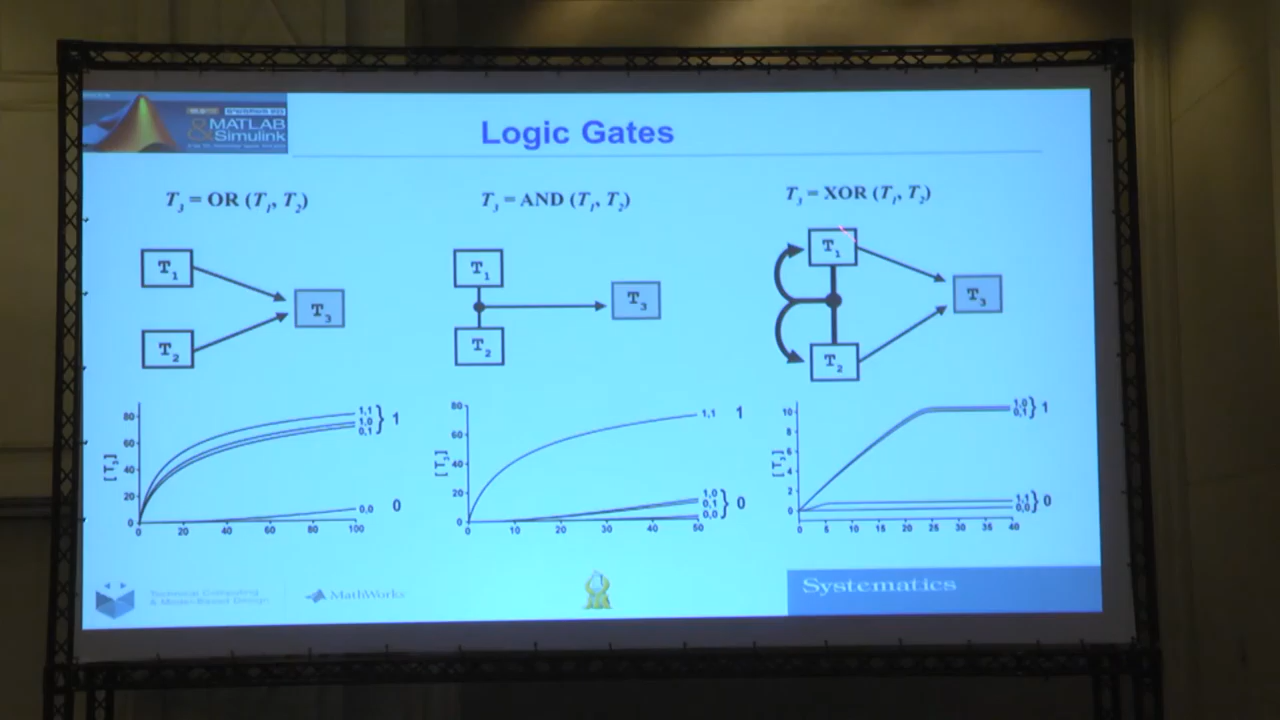 MATLAB
& Simulink
Logic Gates
T3 = OR (T1, T2)
T3 = AND (T1, T2)
T3 = XOR (T1, T2)
T1
T2
T3
T1
T2
T3
T1
T2
T3
[T3]
80
60
40
20
0
0 20 40 60 80 100
1,1
1,0
0,1
} 1
0,0 0
[T3]
80
60
40
20
0
0 10 20 30 40 50
1,1 1
1,0
0,1
0,0
} 0
[T3]
10
8
6
4
2
0
0 5 10 15 20 25 30 35 40
1,0
0,1
} 1
1,1
0,0
} 0
Technical Computing
& Model-Based Design
MathWorks
Systematics